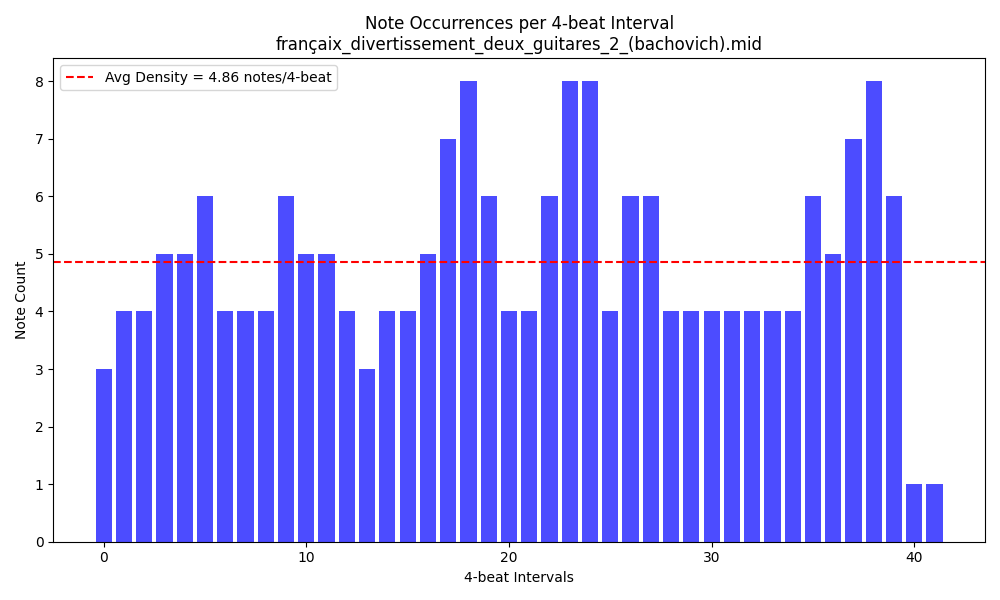 Note Occurrences per 4-beat Interval
françaix_divertissement_deux_guitares_2_(bachovich).mid
Avg Density = 4.86 notes/4-beat
Note Count
8
7
6
5
4
3
2
1
0
0 10 20 30 40
4-beat Intervals